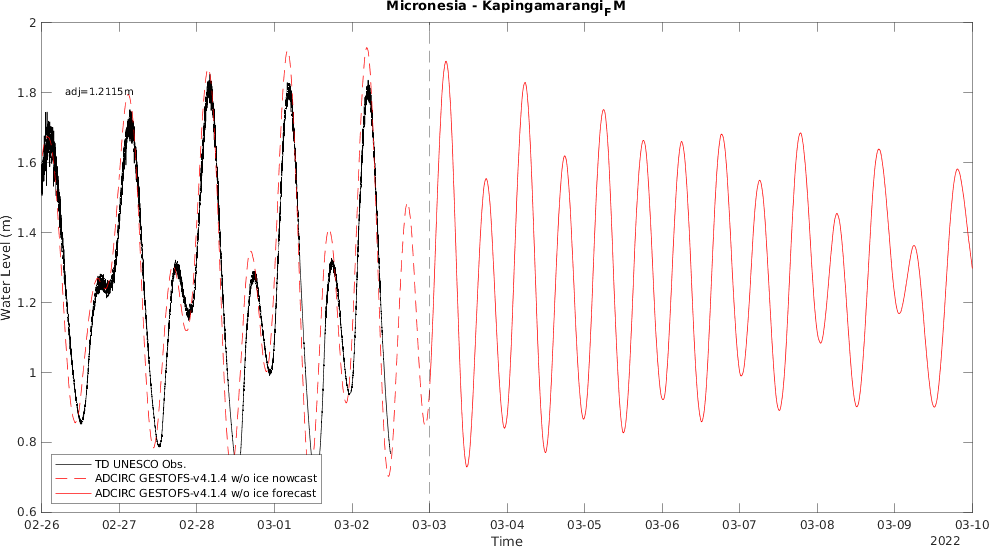 Micronesia - Kapingamarangi_FM
2
1.8
1.6
1.4
1.2
1
0.8
0.6
Water Level (m)
adj=1.2115m
TD UNESCO Obs.
ADCIRC GESTOFS-v4.1.4 w/o ice nowcast
ADCIRC GESTOFS-v4.1.4 w/o ice forecast
02-26 02-27 02-28 03-01 03-02 03-03 03-04 03-05 03-06 03-07 03-08 03-09 03-10
Time
2022